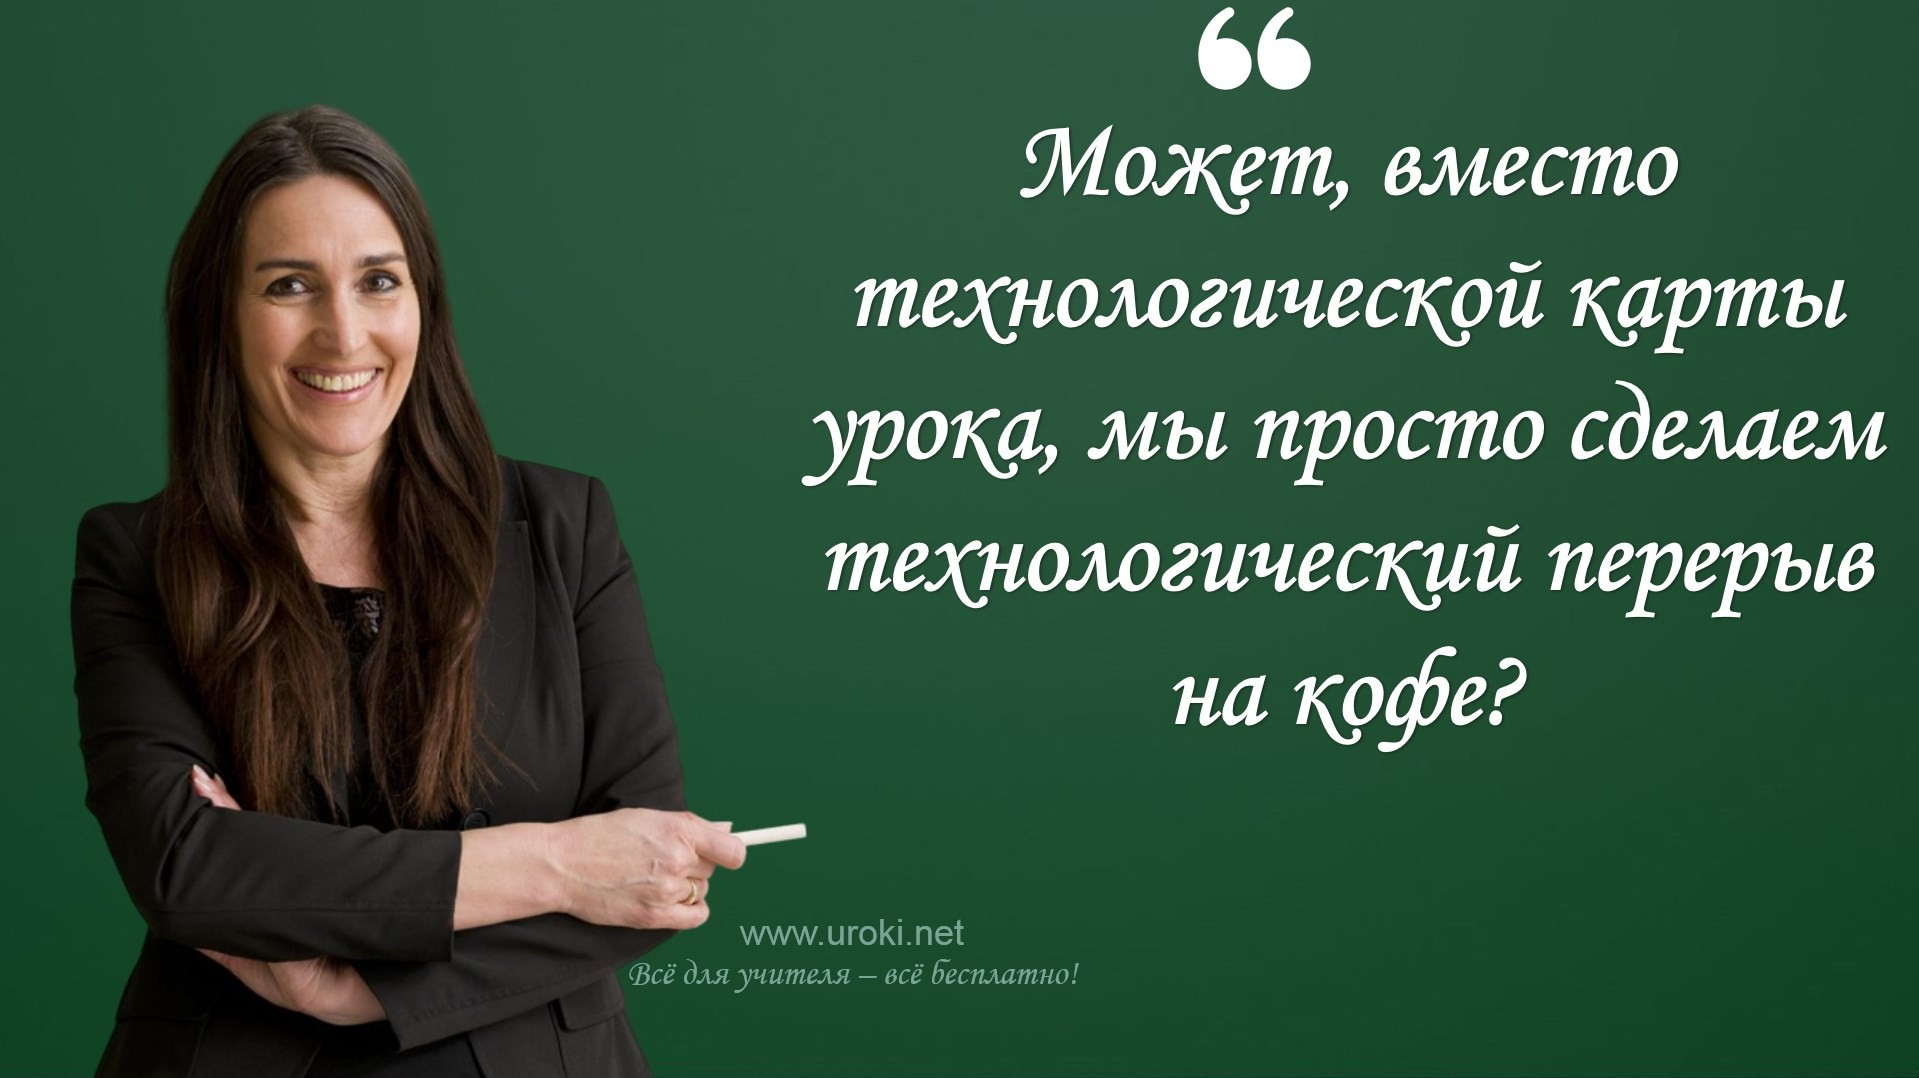 “
Может, вместо
технологической карты
урока, мы просто сделаем
технологический перерыв
на кофе?
www.uroki.net
Всё для учителя – всё бесплатно!